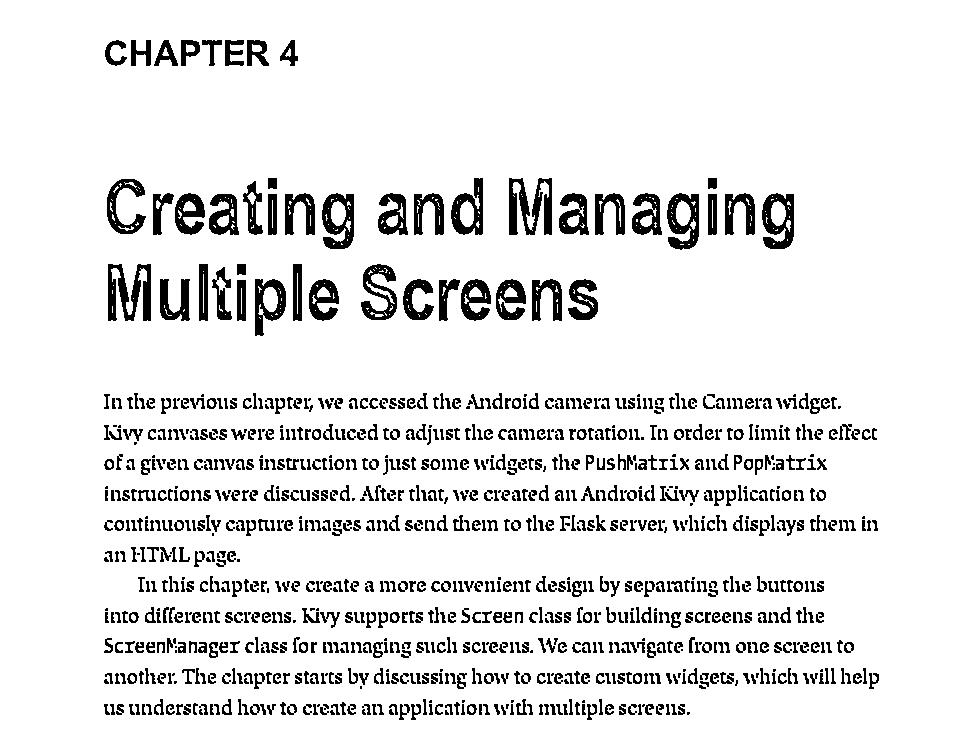 CHAPTER 4
Creating and Managing
Multiple Screens
In the previous chapter, we accessed the Android camera using the Camera widget.
Kivy canvases were introduced to adjust the camera rotation. In order to limit the effect
of a given canvas instruction to just some widgets, the PushMatrix and PopMatrix
instructions were discussed. After that, we created an Android Kivy application to
continuously capture images and send them to the Flask server, which displays them in
an HTML page.
In this chapter, we create a more convenient design by separating the buttons
into different screens. Kivy supports the Screen class for building screens and the
ScreenManager class for managing such screens. We can navigate from one screen to
another. The chapter starts by discussing how to create custom widgets, which will help
us understand how to create an application with multiple screens.